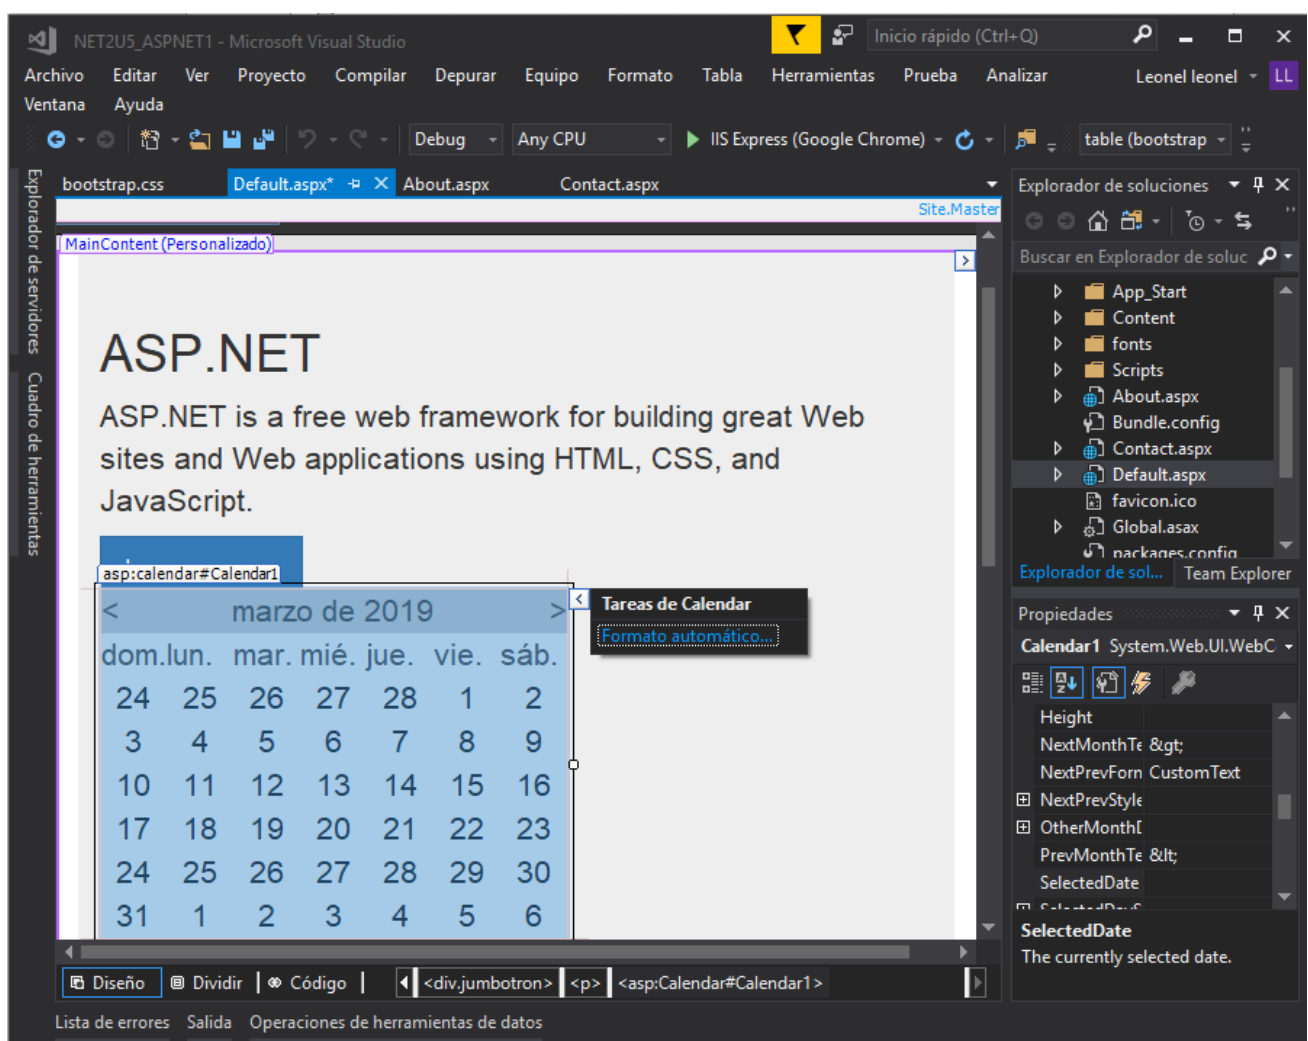 NET2U5_ASPNET1 - Microsoft Visual Studio
Inicio rápido (Ctrl+Q)
Archivo Editar Ver Proyecto Compilar Depurar Equipo Formato Tabla Herramientas Prueba Analizar Leonel leonel LL
Ventana Ayuda
Debug Any CPU IIS Express (Google Chrome) table (bootstrap
Explorador de servidores
Cuadro de herramientas
bootstrap.css Default.aspx* About.aspx Contact.aspx
Site.Master
MainContent (Personalizado)
ASP.NET
ASP.NET is a free web framework for building great Web
sites and Web applications using HTML, CSS, and
JavaScript.
asp:calendar#Calendar1
< marzo de 2019 >
dom. lun. mar. mié. jue. vie. sáb.
24 25 26 27 28 1 2
3 4 5 6 7 8 9
10 11 12 13 14 15 16
17 18 19 20 21 22 23
24 25 26 27 28 29 30
31 1 2 3 4 5 6
Tareas de Calendar
Formato automático...
Diseño Dividir Código <div.jumbotron> <p> <asp:Calendar#Calendar1>
Lista de errores Salida Operaciones de herramientas de datos
Explorador de soluciones
Buscar en Explorador de soluc
App_Start
Content
fonts
Scripts
About.aspx
Bundle.config
Contact.aspx
Default.aspx
favicon.ico
Global.asax
packages.config
Explorador de sol... Team Explorer
Propiedades
Calendar1 System.Web.UI.WebC
Height
NextMonthTe &gt;
NextPrevForn CustomText
NextPrevStyle
OtherMonthD
PrevMonthTe &lt;
SelectedDate
SelectedDayS
SelectedDate
The currently selected date.